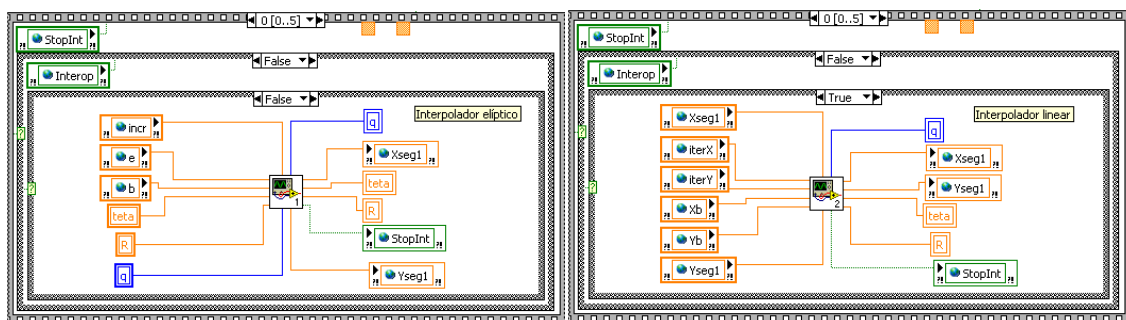 0 [0..5]
StopInt
False
Interop
False
Interpolador elíptico
incr
q
e
Xseg1
b
teta
teta
R
1
R
StopInt
q
Yseg1
0 [0..5]
StopInt
False
Interop
True
Interpolador linear
Xseg1
q
iterX
Xseg1
iterY
Yseg1
Xb
teta
2
Yb
R
Yseg1
StopInt